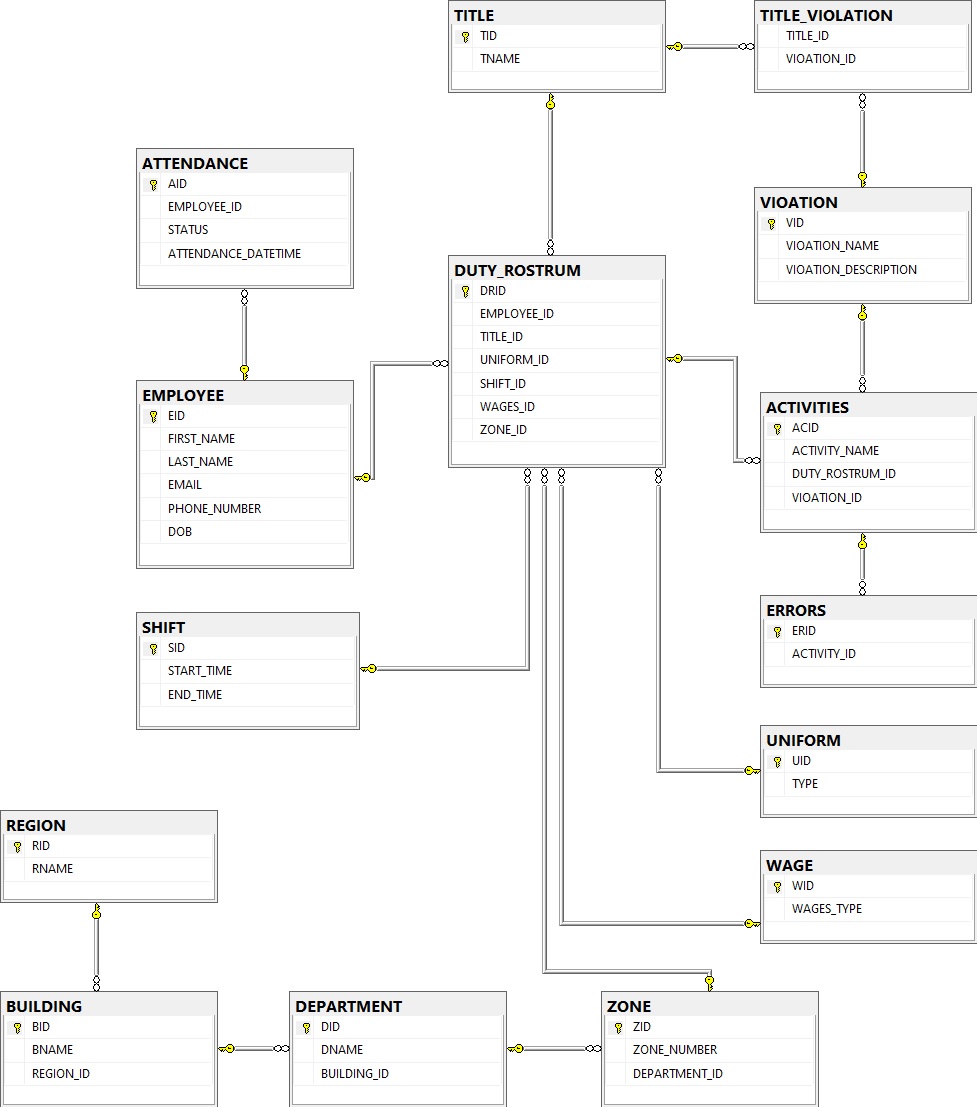 TITLE
TID
TNAME
TITLE_VIOLATION
TITLE_ID
VIOATION_ID
ATTENDANCE
AID
EMPLOYEE_ID
STATUS
ATTENDANCE_DATETIME
VIOATION
VID
VIOATION_NAME
VIOATION_DESCRIPTION
DUTY_ROSTRUM
DRID
EMPLOYEE_ID
TITLE_ID
UNIFORM_ID
SHIFT_ID
WAGES_ID
ZONE_ID
EMPLOYEE
EID
FIRST_NAME
LAST_NAME
EMAIL
PHONE_NUMBER
DOB
ACTIVITIES
ACID
ACTIVITY_NAME
DUTY_ROSTRUM_ID
VIOATION_ID
ERRORS
ERID
ACTIVITY_ID
SHIFT
SID
START_TIME
END_TIME
UNIFORM
UID
TYPE
REGION
RID
RNAME
WAGE
WID
WAGES_TYPE
BUILDING
BID
BNAME
REGION_ID
DEPARTMENT
DID
DNAME
BUILDING_ID
ZONE
ZID
ZONE_NUMBER
DEPARTMENT_ID